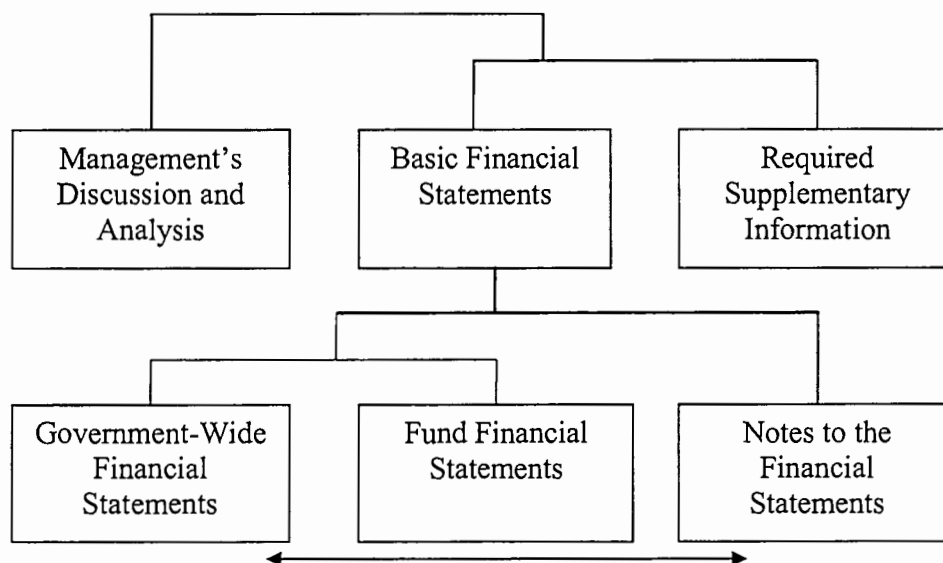 Management's
Discussion and
Analysis
Basic Financial
Statements
Required
Supplementary
Information
Government-Wide
Financial
Statements
Fund Financial
Statements
Notes to the
Financial
Statements